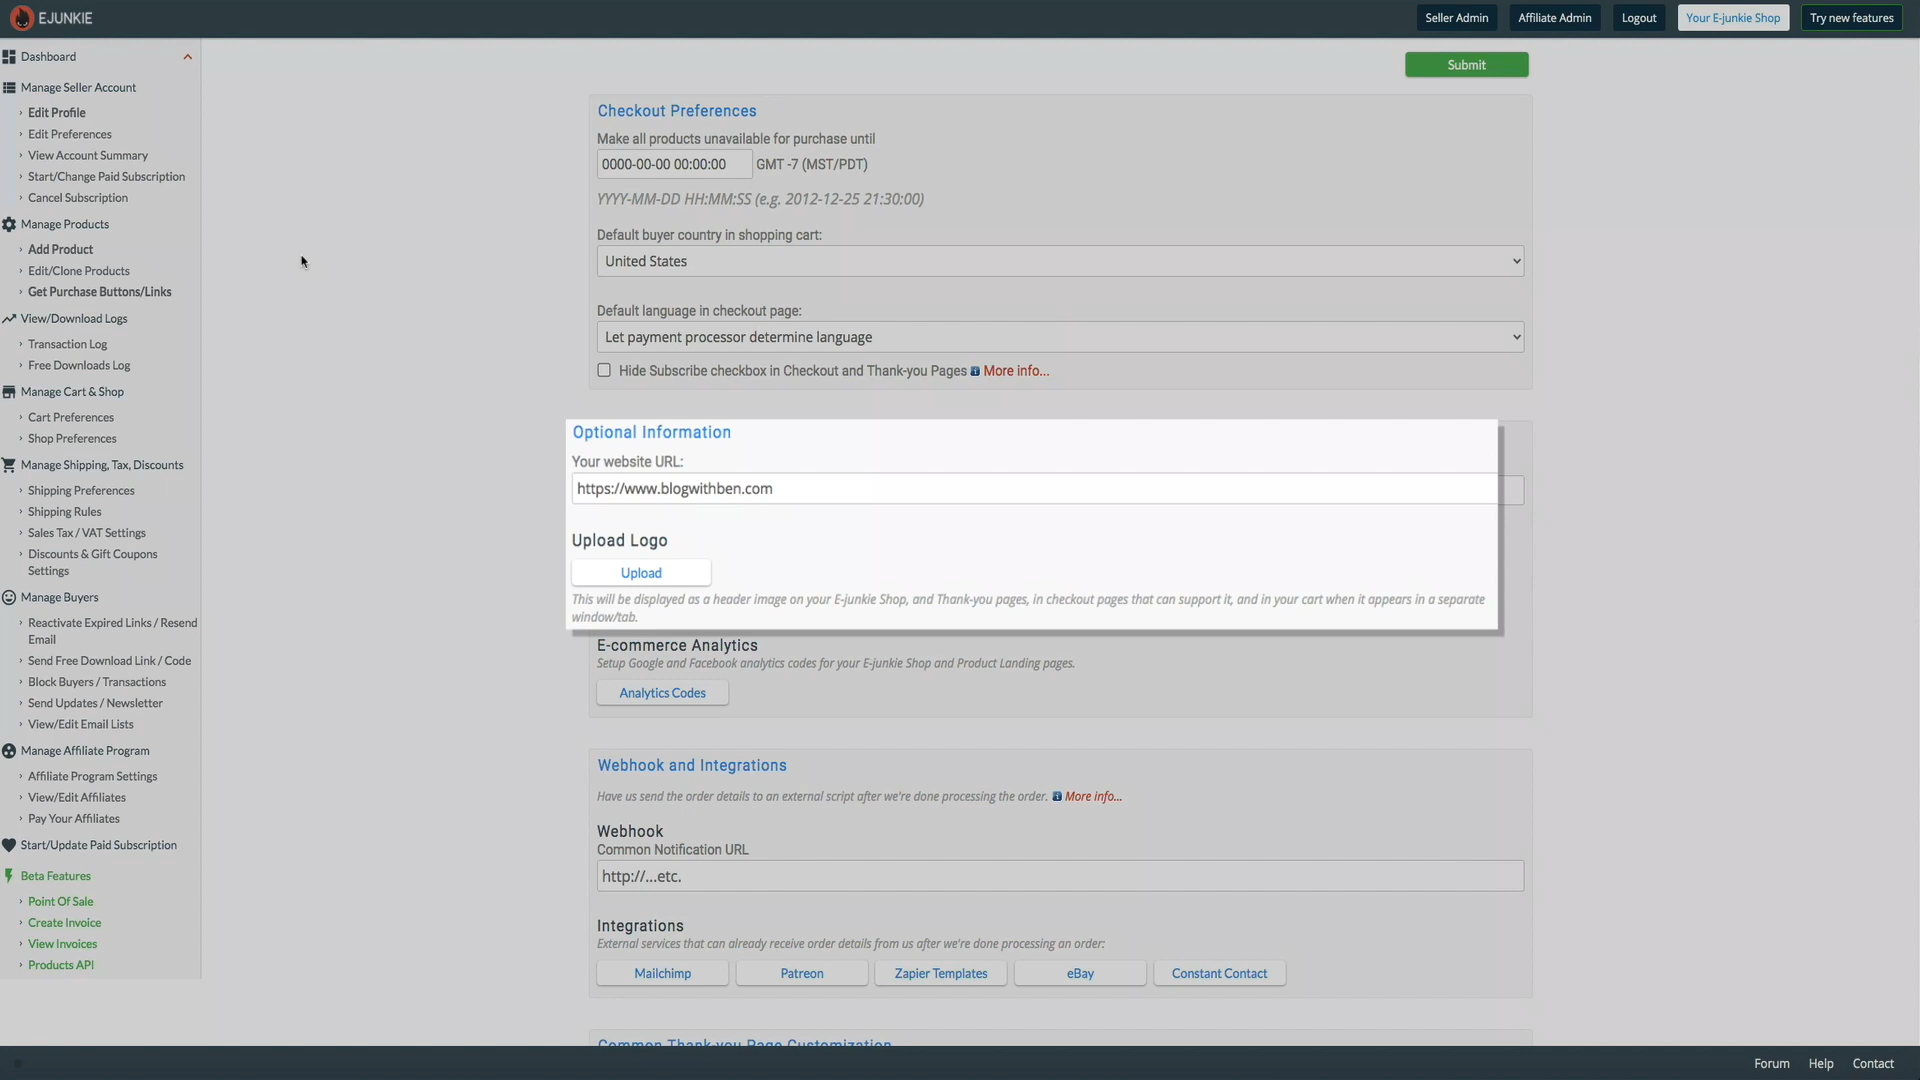 EJUNKIE
Seller Admin
Affiliate Admin
Logout
Your E-junkie Shop
Try new features
Dashboard
Manage Seller Account
Edit Profile
Edit Preferences
View Account Summary
Start/Change Paid Subscription
Cancel Subscription
Manage Products
Add Product
Edit/Clone Products
Get Purchase Buttons/Links
View/Download Logs
Transaction Log
Free Downloads Log
Manage Cart & Shop
Cart Preferences
Shop Preferences
Manage Shipping, Tax, Discounts
Shipping Preferences
Shipping Rules
Sales Tax / VAT Settings
Discounts & Gift Coupons
Settings
Manage Buyers
Reactivate Expired Links / Resend
Email
Send Free Download Link / Code
Block Buyers / Transactions
Send Updates / Newsletter
View/Edit Email Lists
Manage Affiliate Program
Affiliate Program Settings
View/Edit Affiliates
Pay Your Affiliates
Start/Update Paid Subscription
Beta Features
Point Of Sale
Create Invoice
View Invoices
Products API
Submit
Checkout Preferences
Make all products unavailable for purchase until
0000-00-00 00:00:00 GMT -7 (MST/PDT)
YYYY-MM-DD HH:MM:SS (e.g. 2012-12-25 21:30:00)
Default buyer country in shopping cart:
United States
Default language in checkout page:
Let payment processor determine language
Hide Subscribe checkbox in Checkout and Thank-you Pages More info...
Optional Information
Your website URL:
https://www.blogwithben.com
Upload Logo
Upload
This will be displayed as a header image on your E-junkie Shop, and Thank-you pages, in checkout pages that can support it, and in your cart when it appears in a separate
window/tab.
E-commerce Analytics
Setup Google and Facebook analytics codes for your E-junkie Shop and Product Landing pages.
Analytics Codes
Webhook and Integrations
Have us send the order details to an external script after we're done processing the order. More info...
Webhook
Common Notification URL
http://...etc.
Integrations
External services that can already receive order details from us after we're done processing an order:
Mailchimp
Patreon
Zapier Templates
eBay
Constant Contact
Common Thank-you Page Customization
Forum
Help
Contact